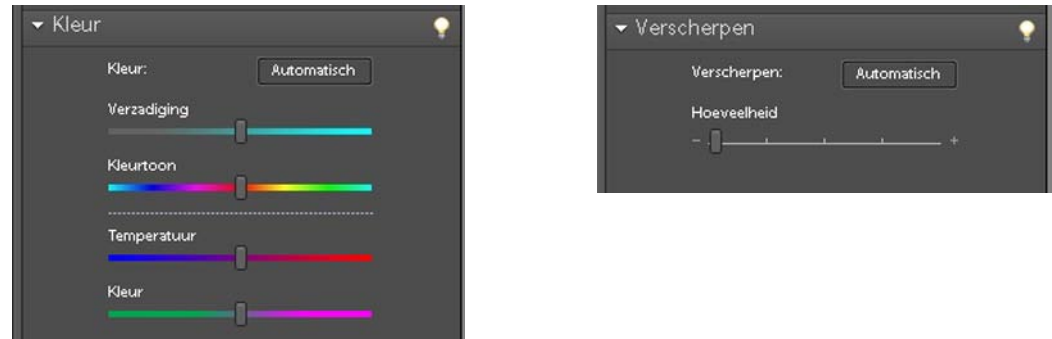 Kleur
Kleur: Automatisch
Verzadiging
Kleurtoon
Temperatuur
Kleur
Verscherpen
Verscherpen: Automatisch
Hoeveelheid
- +